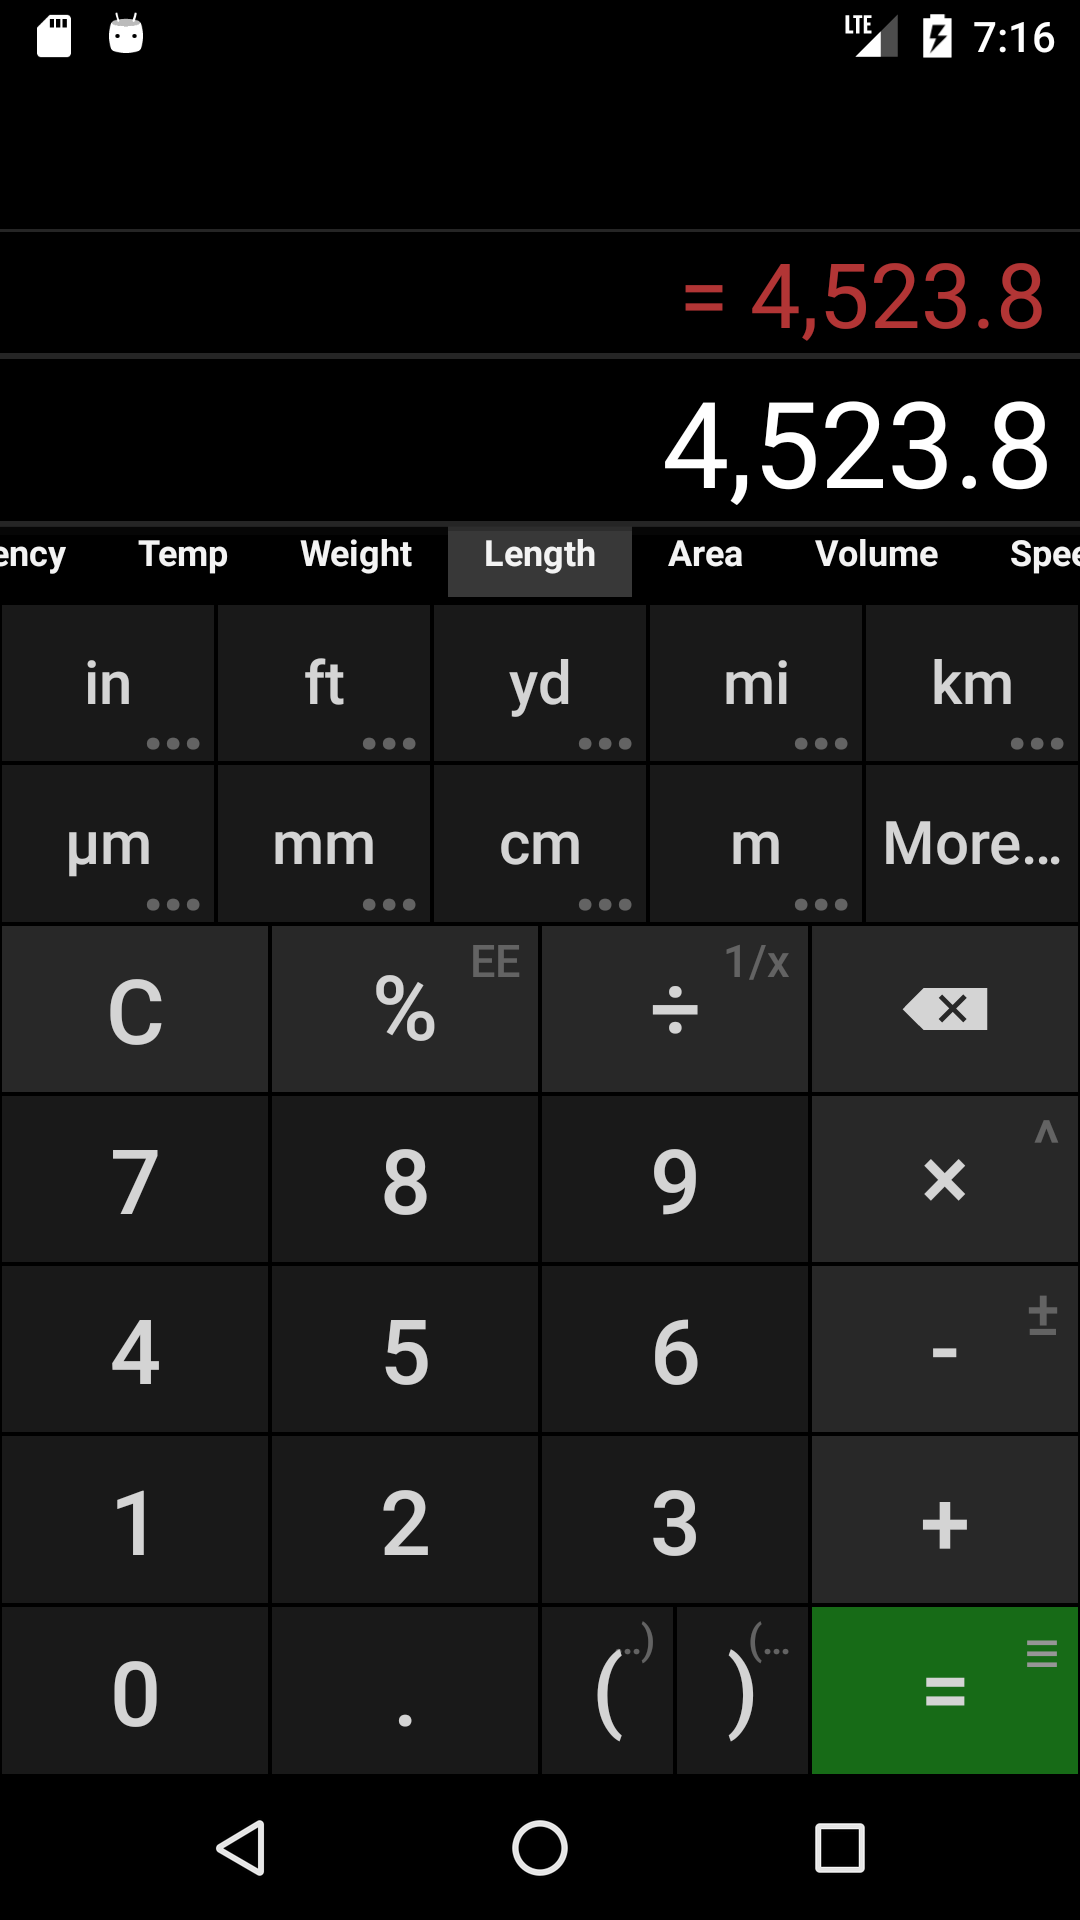 LTE 7:16
= 4,523.8
4,523.8
ency Temp Weight Length Area Volume Spee
in ft yd mi km
µm mm cm m More...
C % EE ÷ 1/x
7 8 9 × ^
4 5 6 - ±
1 2 3 +
0 . ( ..) ) (... =